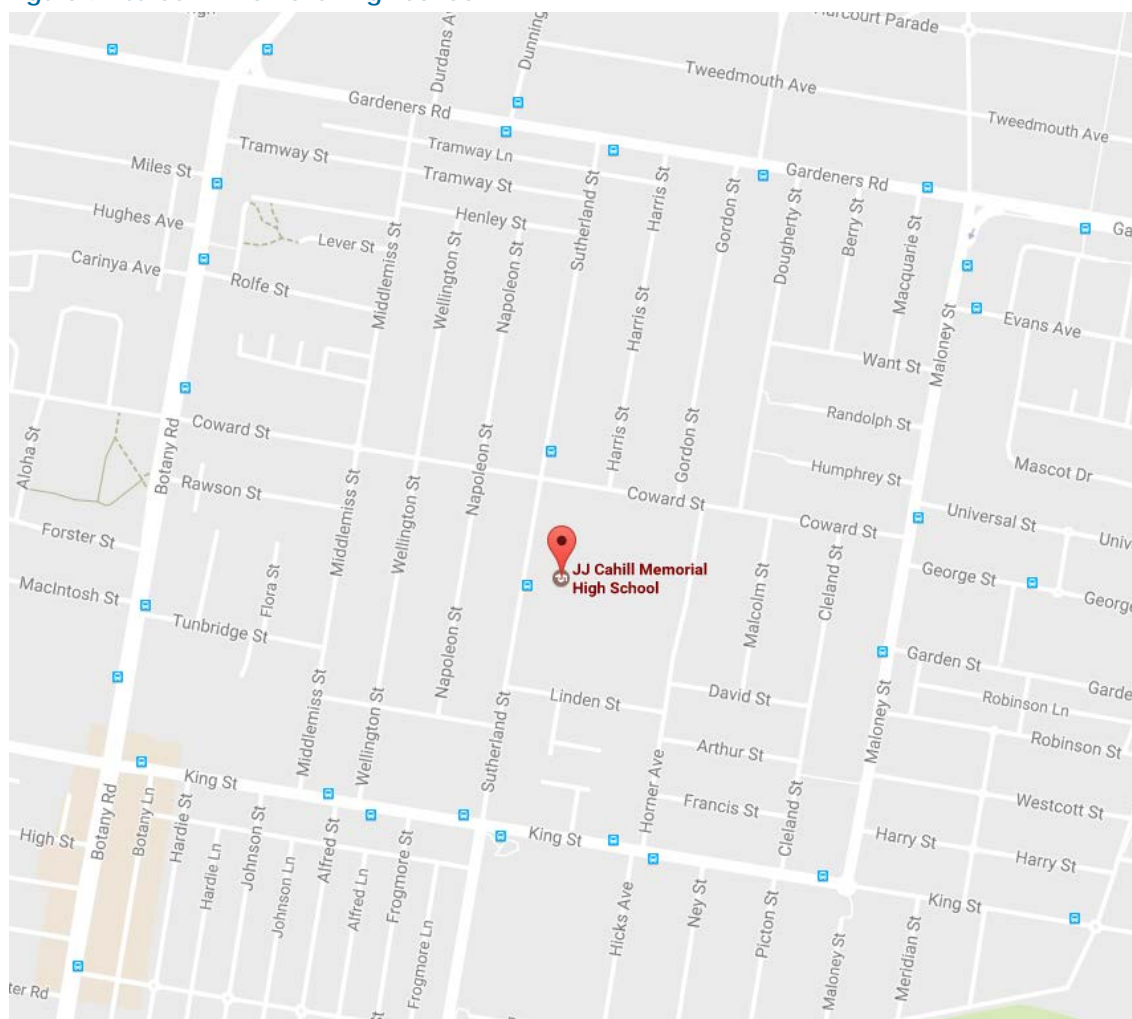 Harcourt Parade
Durdans Av
Dunning
Tweedmouth Ave
Gardeners Rd
Tweedmouth Ave
Tramway St
Tramway Ln
Miles St
Tramway St
Gardeners Rd
Hughes Ave
Henley St
Sutherland St
Harris St
Gordon St
Dougherty St
Berry St
Macquarie St
Ga
Lever St
Carinya Ave
Rolfe St
Middlemiss St
Wellington St
Napoleon St
Harris St
Maloney St
Evans Ave
Want St
Randolph St
Coward St
Aloha St
Botany Rd
Napoleon St
Harris St
Gordon St
Humphrey St
Mascot Dr
Rawson St
Middlemiss St
Wellington St
Coward St
Coward St
Universal St
Univ
Forster St
JJ Cahill Memorial
High School
Flora St
Malcolm St
Cleland St
George St
George
MacIntosh St
Tunbridge St
Napoleon St
Garden St
Garde
Middlemiss St
Wellington St
Sutherland St
Linden St
David St
Robinson Ln
Maloney St
Robinson St
Arthur St
King St
Horner Ave
Francis St
Cleland St
Westcott St
Botany Rd
Botany Ln
Hardie St
High St
King St
Harry St
Harry St
Hardie Ln
Johnson St
Johnson Ln
Alfred St
Alfred Ln
Frogmore St
Frogmore Ln
Hicks Ave
Ney St
Picton St
Maloney St
Meridian St
King St
ter Rd